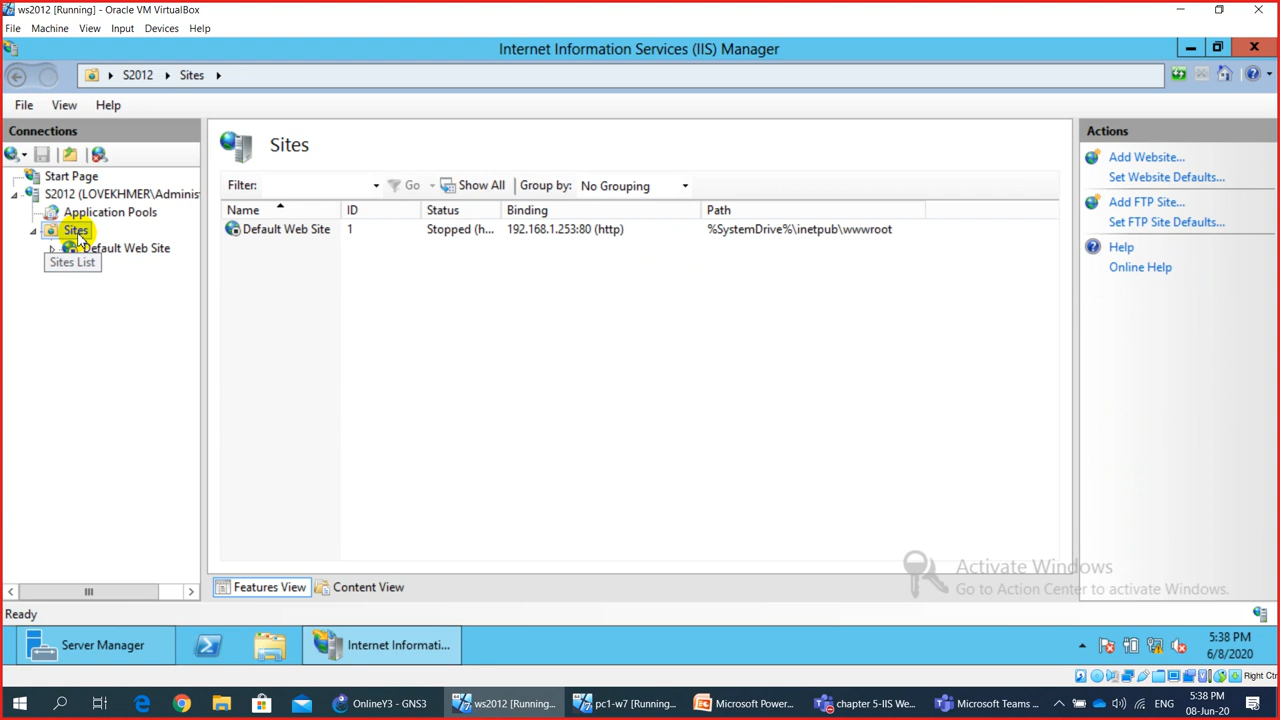 ws2012 [Running] - Oracle VM VirtualBox
File Machine View Input Devices Help
Internet Information Services (IIS) Manager
S2012 Sites
File View Help
Connections
Start Page
S2012 (LOVEKHMER\Adminis
Application Pools
Sites
Default Web Site
Sites List
Sites
Filter: Go Show All Group by: No Grouping
Name ID Status Binding Path
Default Web Site 1 Stopped (h... 192.168.1.253:80 (http) %SystemDrive%\inetpub\wwwroot
Features View Content View
Actions
Add Website...
Set Website Defaults...
Add FTP Site...
Set FTP Site Defaults...
Help
Online Help
Activate Windows
Go to Action Center to activate Windows.
Ready
Server Manager Internet Informati...
5:38 PM
6/8/2020
Right Ctrl
OnlineY3 - GNS3 ws2012 [Running... pc1-w7 [Running... Microsoft Power... chapter 5-IIS We... Microsoft Teams ... ENG
5:38 PM
08-Jun-20